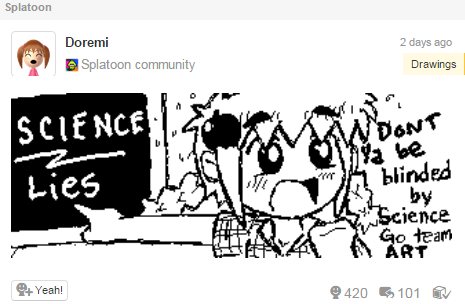 Splatoon
Doremi
2 days ago
Splatoon community
Drawings
SCIENCE
Lies
DONT
Ya be
blinded
by
Science
Go team
ART
Yeah!
420
101